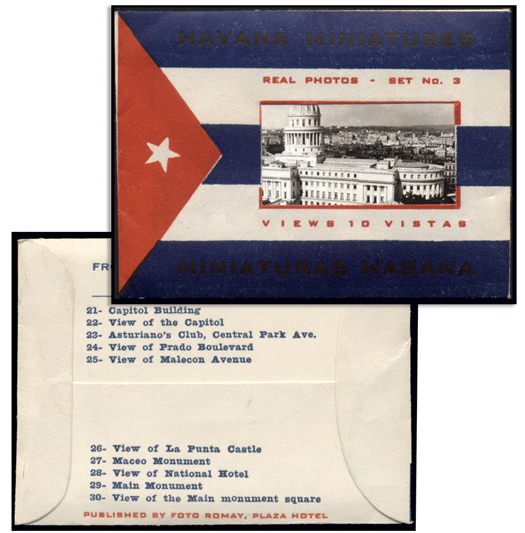 HAVANA MINIATURES
REAL PHOTOS - SET No. 3
VIEWS 10 VISTAS
MINIATURAS HABANA
FRO
21- Capitol Building
22- View of the Capitol
23- Asturiano's Club, Central Park Ave.
24- View of Prado Boulevard
25- View of Malecon Avenue
26- View of La Punta Castle
27- Maceo Monument
28- View of National Hotel
29- Main Monument
30- View of the Main monument square
PUBLISHED BY FOTO ROMAY, PLAZA HOTEL